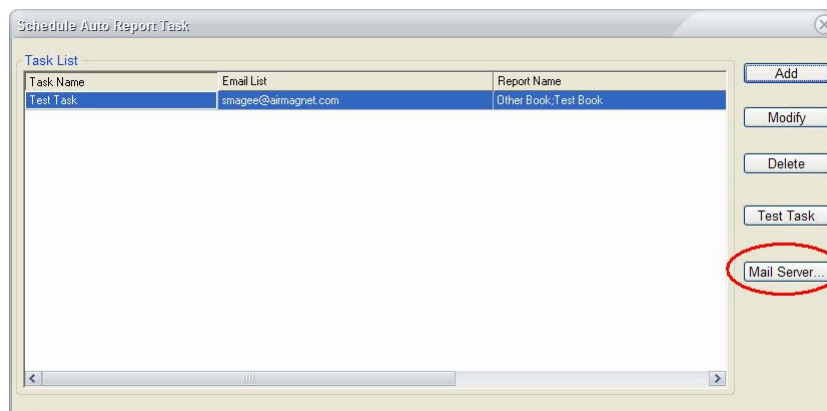 Schedule Auto Report Task
Task List
Task Name Email List Report Name
Test Task smagee@airmagnet.com Other Book;Test Book
Add
Modify
Delete
Test Task
Mail Server...